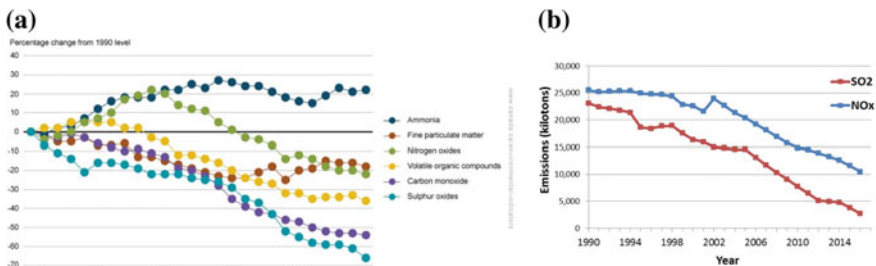 (a)
Percentage change from 1990 level
40
30
20
10
0
-10
-20
-30
-40
-50
-60
-70
Ammonia
Fine particulate matter
Nitrogen oxides
Volatile organic compounds
Carbon monoxide
Sulphur oxides
(b)
30,000
25,000
20,000
15,000
10,000
5,000
0
Emissions (kilotons)
SO2
NOx
1990 1994 1998 2002 2006 2010 2014
Year